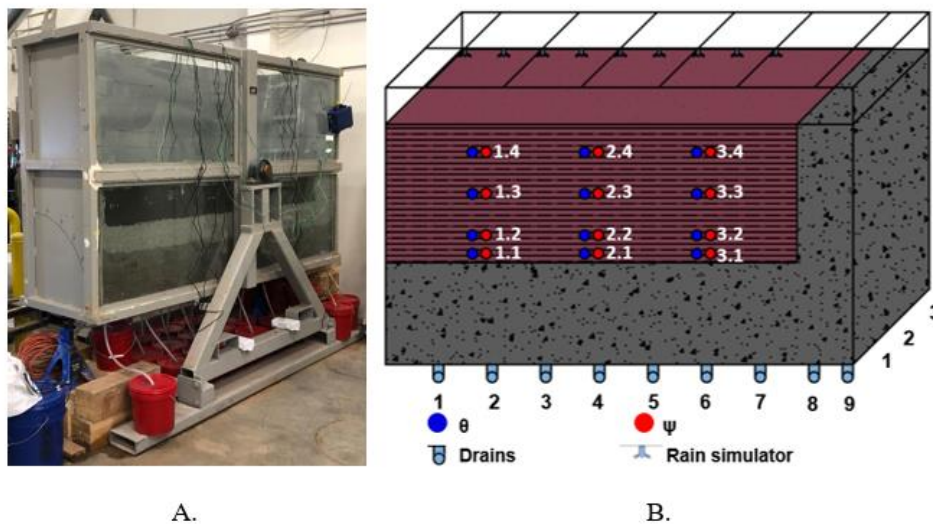 1.4 2.4 3.4
1.3 2.3 3.3
1.2 2.2 3.2
1.1 2.1 3.1
3
2
1
1 2 3 4 5 6 7 8 9
θ ψ
Drains Rain simulator
A. B.